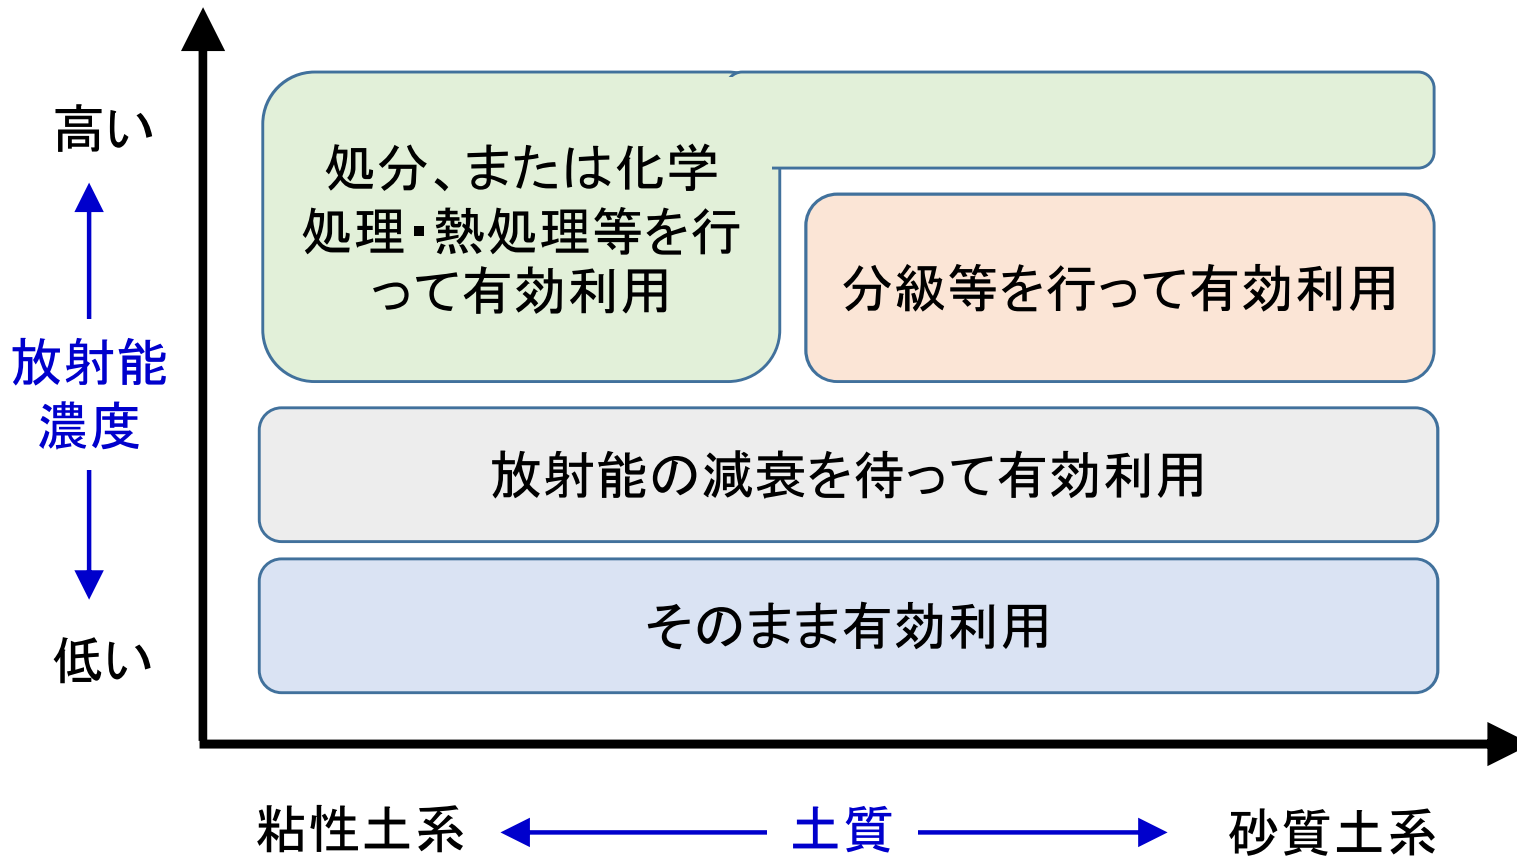 高い
処分、または化学
処理・熱処理等を行
って有効利用
分級等を行って有効利用
放射能
濃度
放射能の減衰を待って有効利用
そのまま有効利用
低い
粘性土系
土質
砂質土系